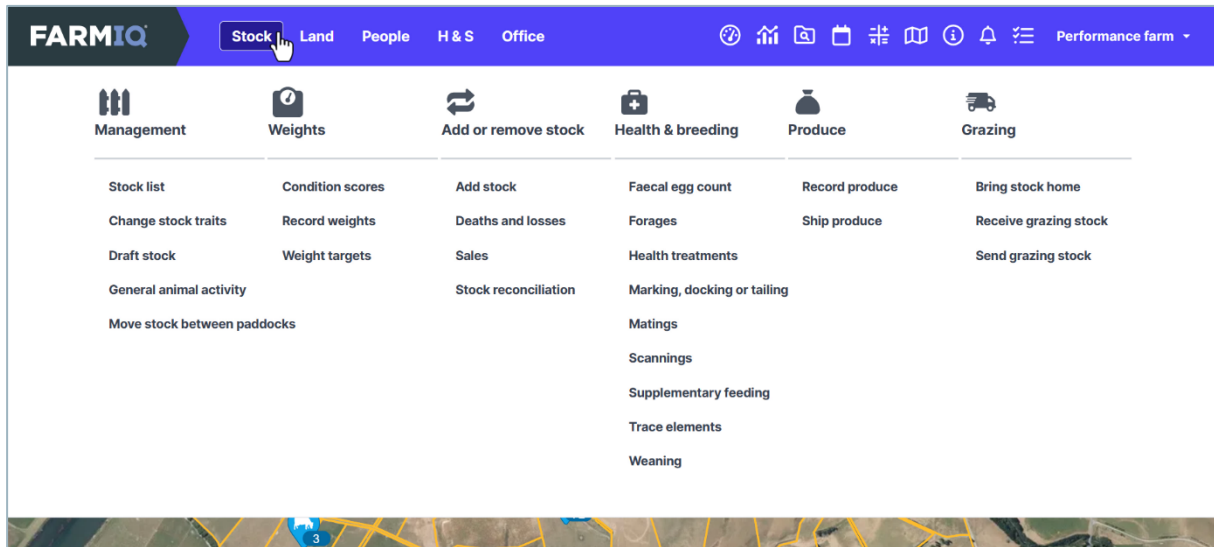 FARMIQ
Stock Land People H & S Office Performance farm
Management Weights Add or remove stock Health & breeding Produce Grazing
Stock list Condition scores Add stock Faecal egg count Record produce Bring stock home
Change stock traits Record weights Deaths and losses Forages Ship produce Receive grazing stock
Draft stock Weight targets Sales Health treatments Send grazing stock
General animal activity Stock reconciliation Marking, docking or tailing
Move stock between paddocks Matings
Scannings
Supplementary feeding
Trace elements
Weaning
3